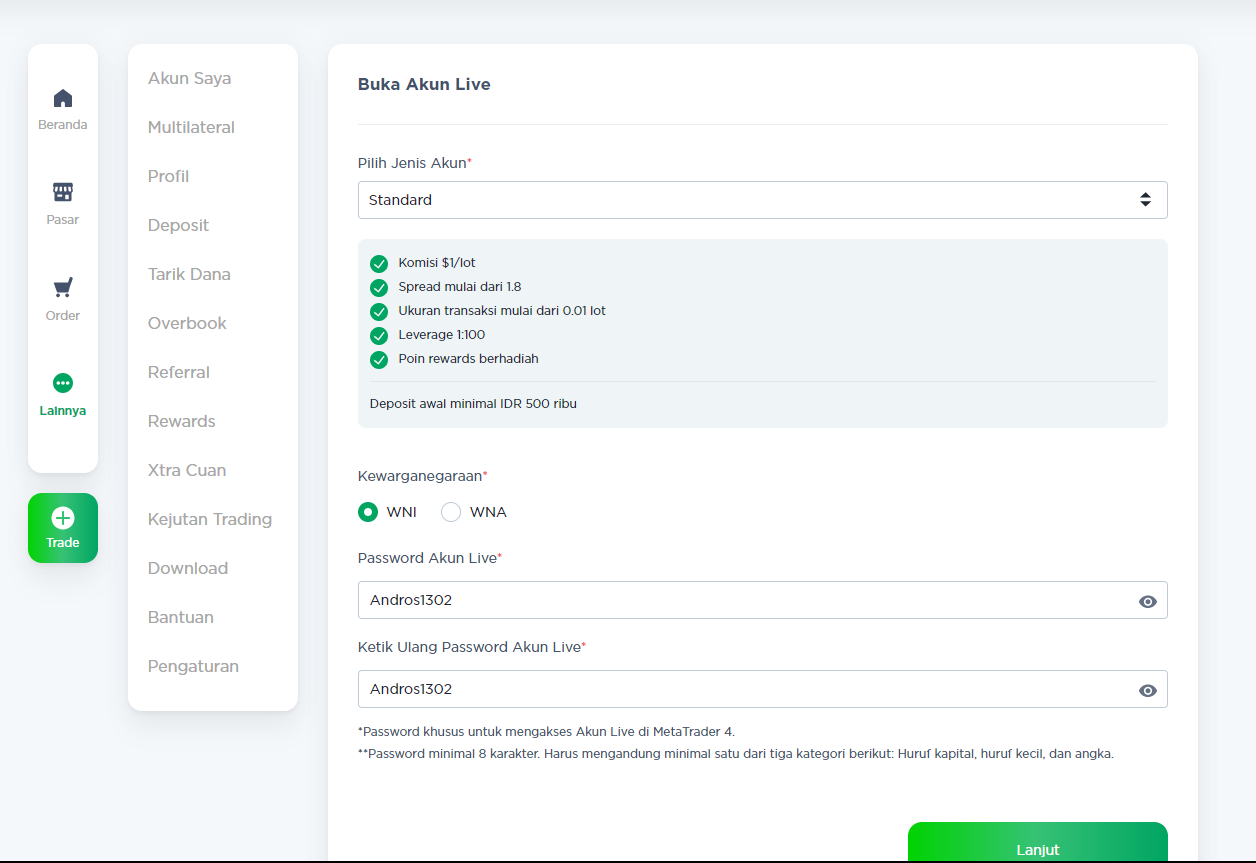 Beranda
Pasar
Order
Lainnya
Trade
Akun Saya
Multilateral
Profil
Deposit
Tarik Dana
Overbook
Referral
Rewards
Xtra Cuan
Kejutan Trading
Download
Bantuan
Pengaturan
Buka Akun Live
Pilih Jenis Akun*
Standard
Komisi $1/lot
Spread mulai dari 1.8
Ukuran transaksi mulai dari 0.01 lot
Leverage 1:100
Poin rewards berhadiah
Deposit awal minimal IDR 500 ribu
Kewarganegaraan*
WNI WNA
Password Akun Live*
Andros1302
Ketik Ulang Password Akun Live*
Andros1302
*Password khusus untuk mengakses Akun Live di MetaTrader 4.
**Password minimal 8 karakter. Harus mengandung minimal satu dari tiga kategori berikut: Huruf kapital, huruf kecil, dan angka.
Lanjut